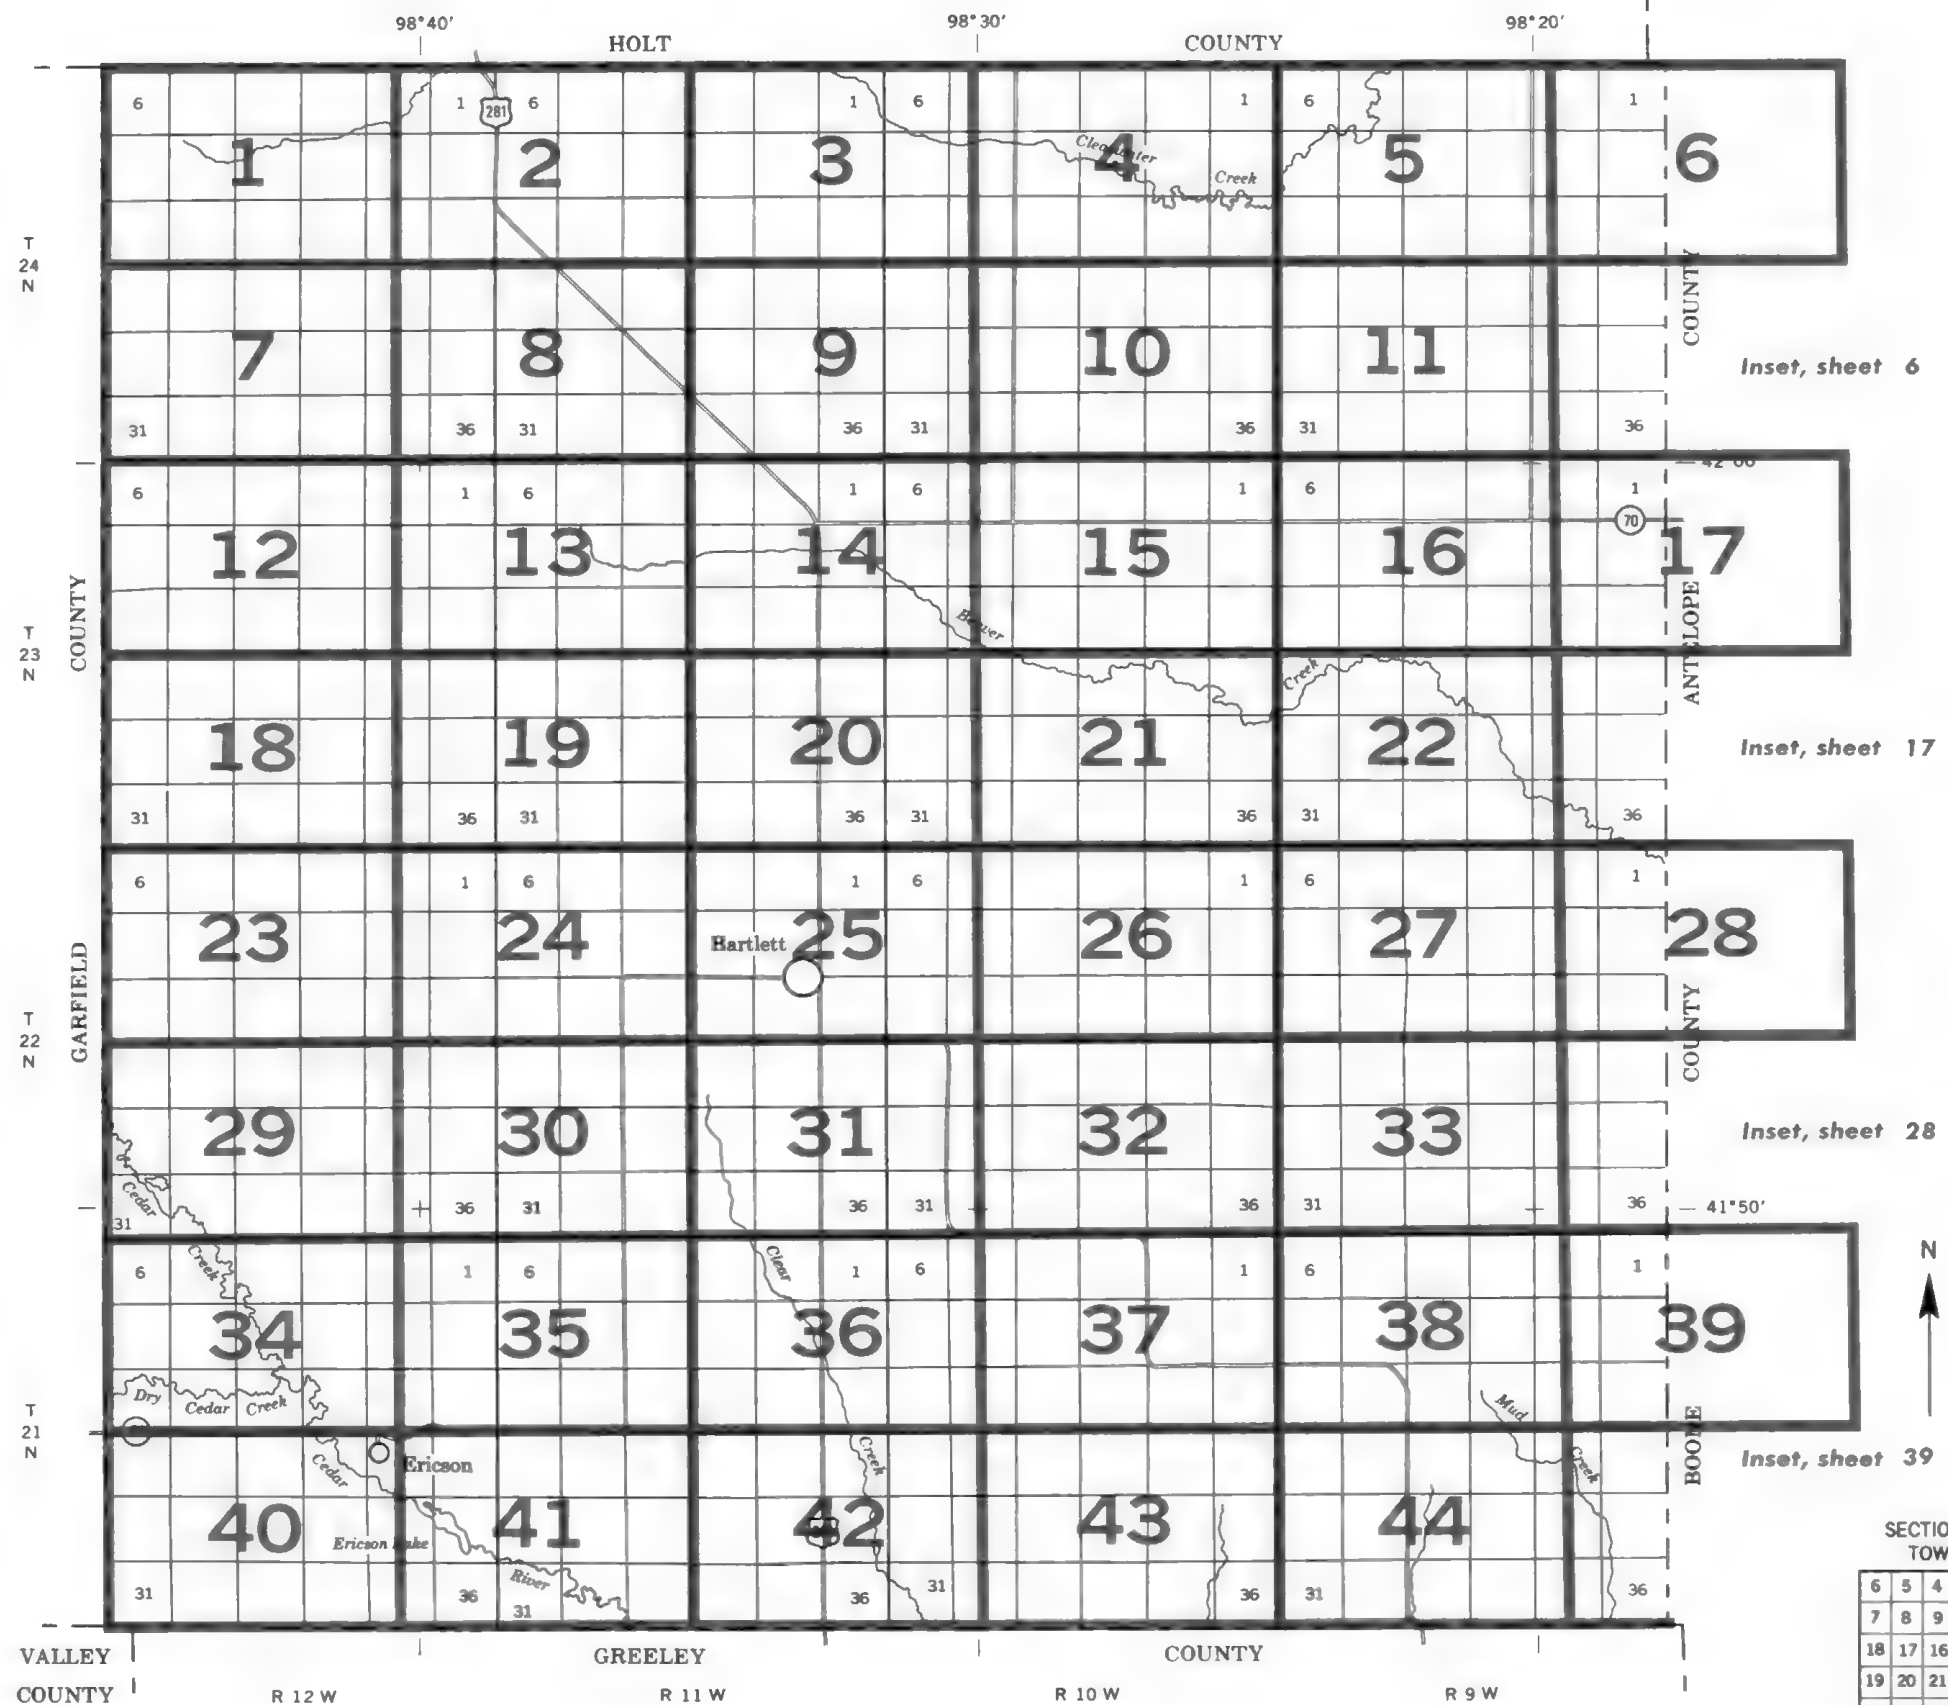 98°40' 98°30' 98°20'
HOLT COUNTY
6 1 281 6 1 6 1 6 1
1 2 3 4 5 6
Clearwater
Creek
T
24
N
COUNTY
7 8 9 10 11
Inset, sheet 6
31 36 31 36 31 36 31 36
42°00'
6 1 6 1 6 1 6 1
70
12 13 14 15 16 17
COUNTY
ANTELOPE
Beaver
T
23
N
Creek
18 19 20 21 22
Inset, sheet 17
31 36 31 36 31 36 31 36
6 1 6 1 6 1 6 1
23 24 Bartlett 25 26 27 28
GARFIELD
COUNTY
T
22
N
29 30 31 32 33
Inset, sheet 28
Cedar
31 36 31 36 31 36 31 36
41°50'
Creek
Clear
6 1 6 1 6 1 6 1
N
34 35 36 37 38 39
Dry Cedar Creek
Mud
T
21
N
BOONE
Creek
Creek
Inset, sheet 39
Cedar
Ericson
40 41 42 43 44
Ericson Lake
River
31 36 31 36 31 36 31 36
SECTIO
TOW
6 5 4
7 8 9
18 17 16
19 20 21
VALLEY GREELEY COUNTY
COUNTY R 12 W R 11 W R 10 W R 9 W